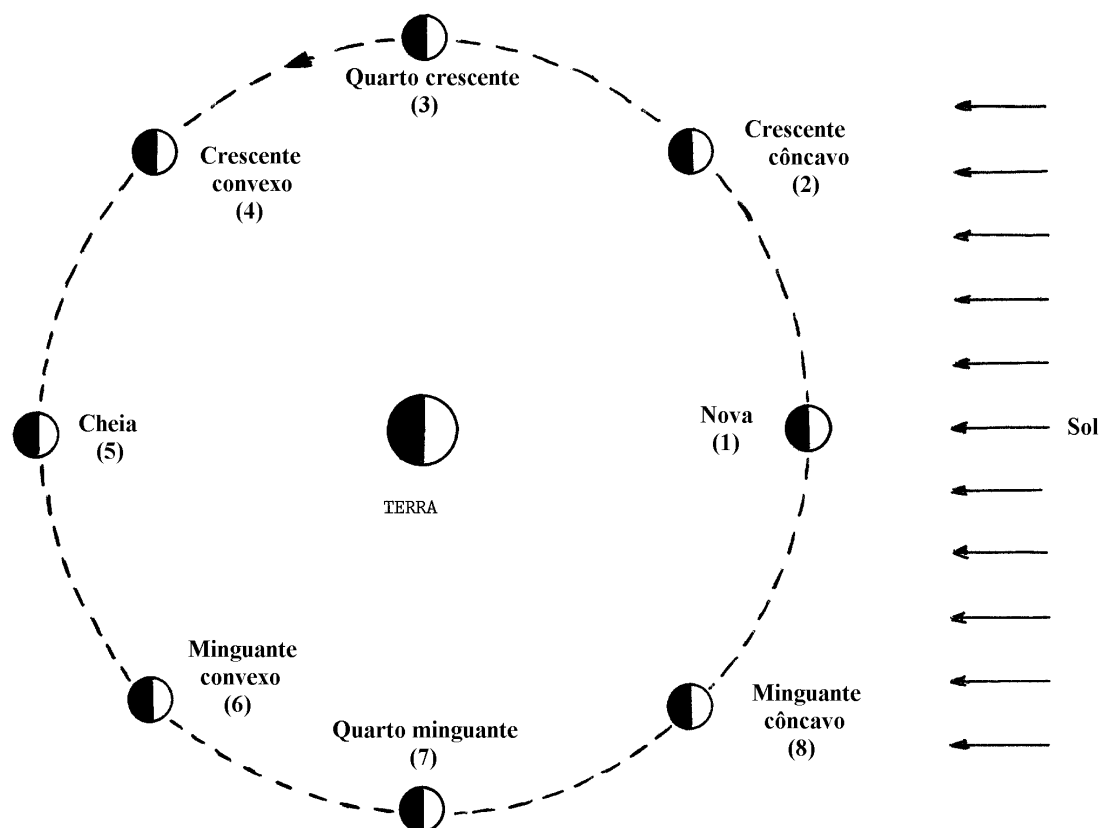 Quarto crescente
(3)
Crescente
côncavo
(2)
Crescente
convexo
(4)
Cheia
(5)
Nova
(1)
Sol
TERRA
Minguante
convexo
(6)
Quarto minguante
(7)
Minguante
côncavo
(8)